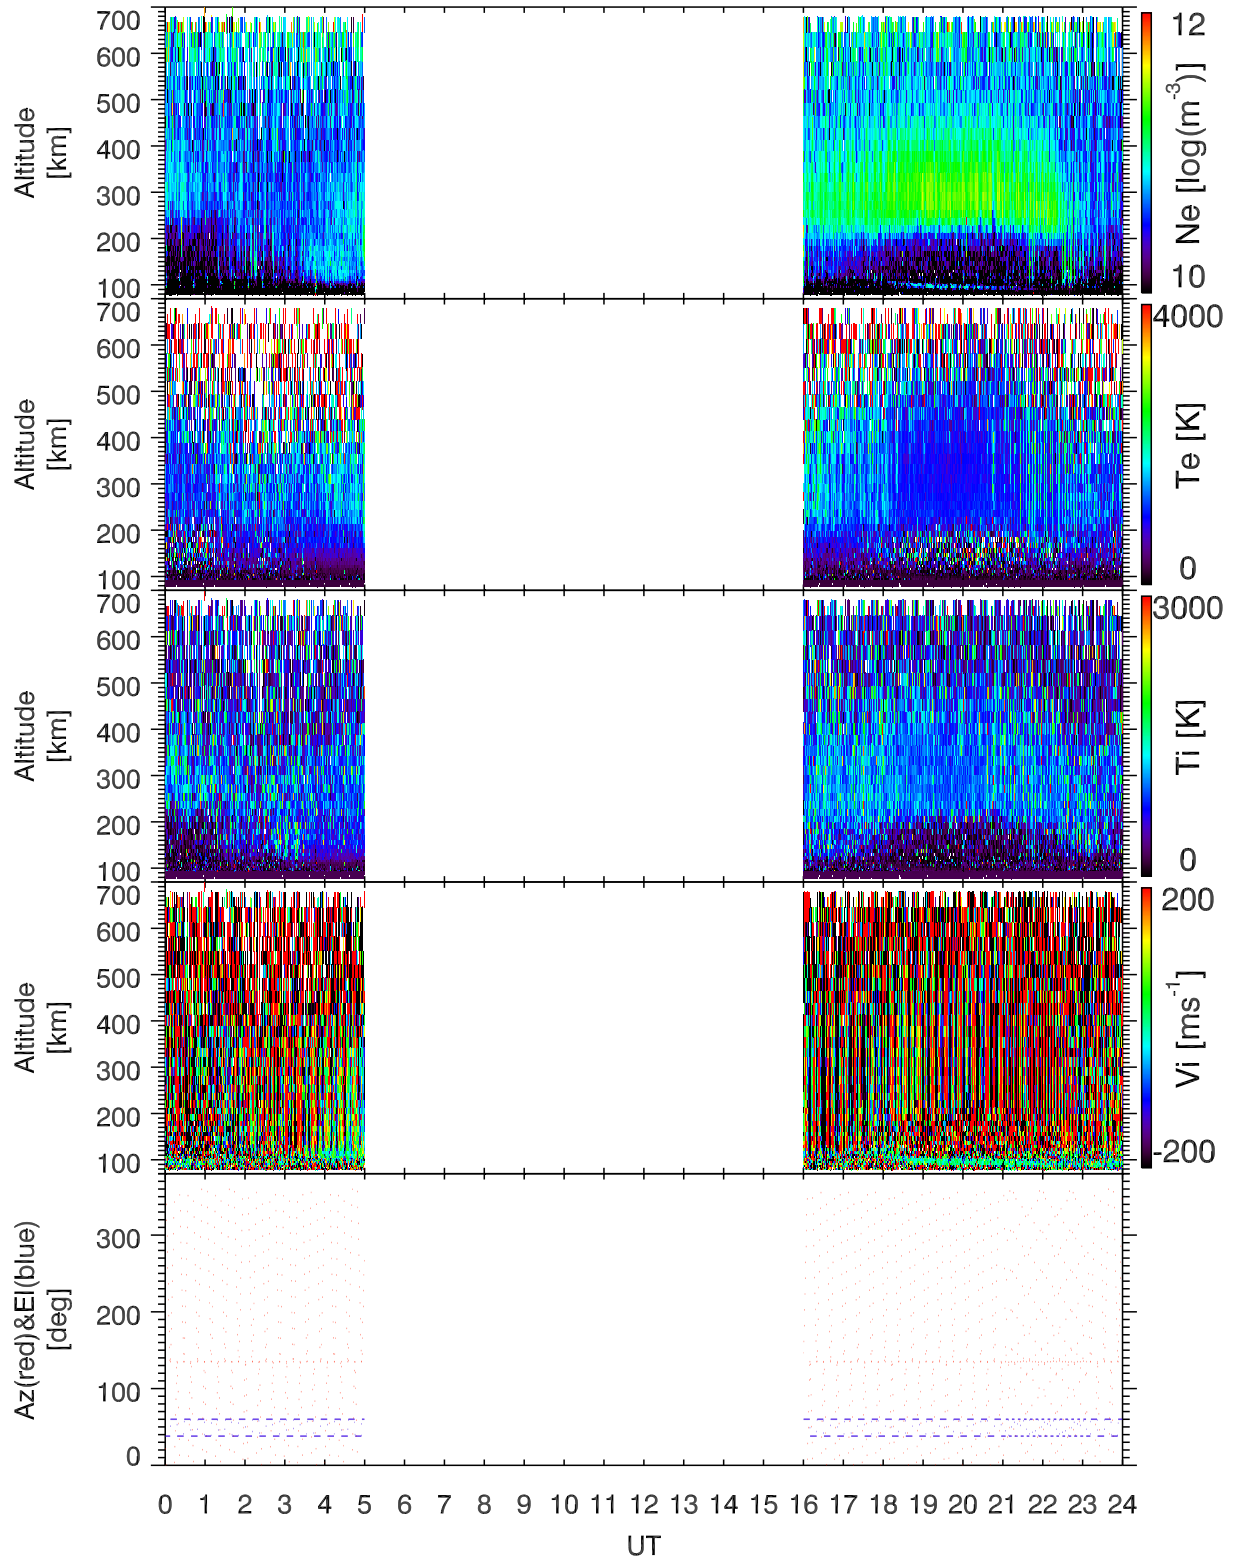 700
600
500
400
300
200
100
Altitude
[km]
12
10
Ne [log(m⁻³)]
700
600
500
400
300
200
100
Altitude
[km]
4000
0
Te [K]
700
600
500
400
300
200
100
Altitude
[km]
3000
0
Ti [K]
700
600
500
400
300
200
100
Altitude
[km]
200
-200
Vi [ms⁻¹]
300
200
100
0
Az(red)&El(blue)
[deg]
0 1 2 3 4 5 6 7 8 9 10 11 12 13 14 15 16 17 18 19 20 21 22 23 24
UT